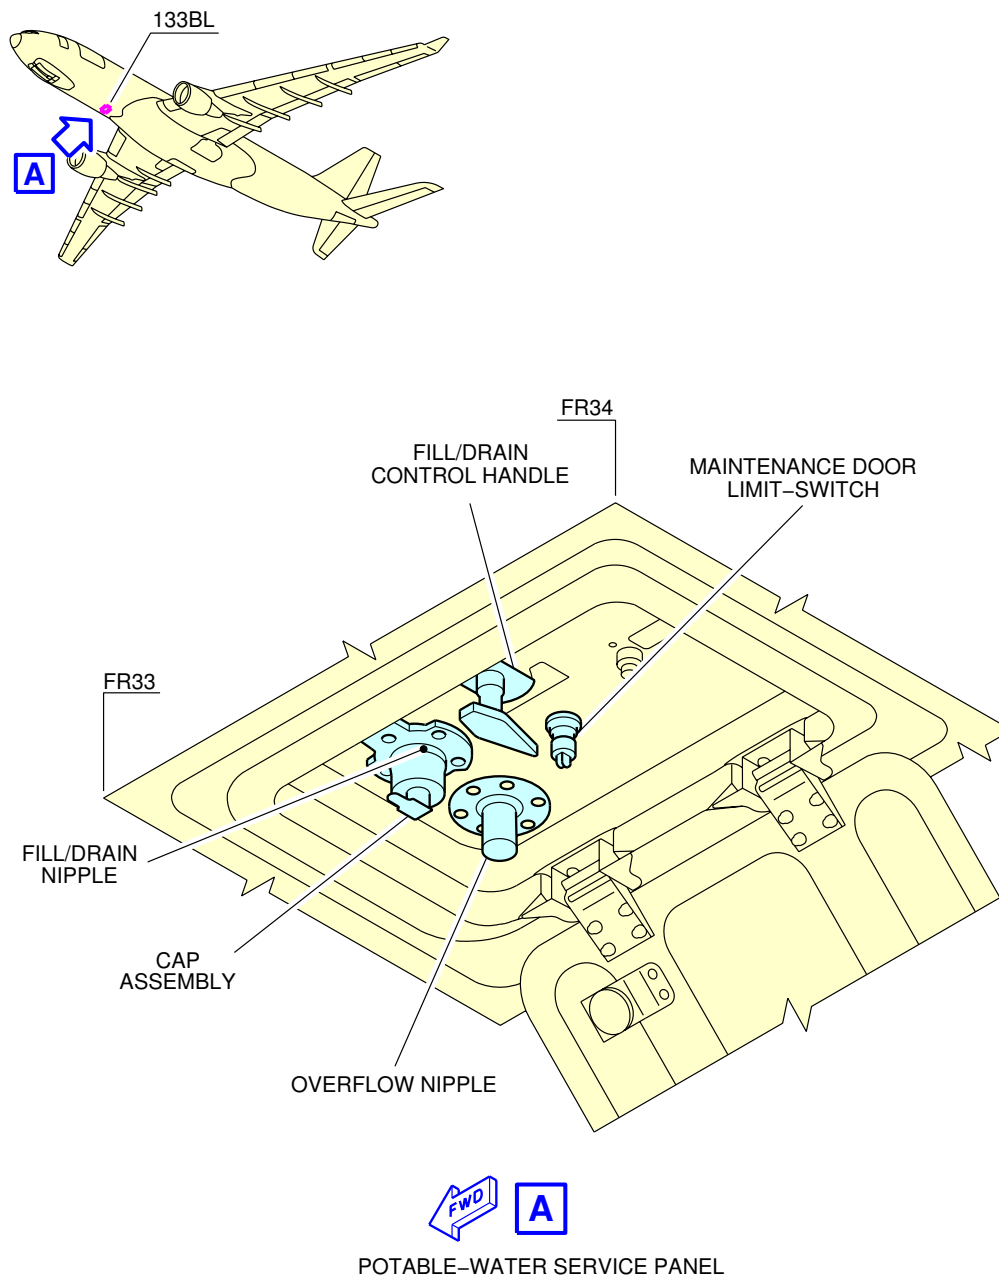 133BL
A
FR34
FILL/DRAIN
CONTROL HANDLE
MAINTENANCE DOOR
LIMIT–SWITCH
FR33
FILL/DRAIN
NIPPLE
CAP
ASSEMBLY
OVERFLOW NIPPLE
FWD
A
POTABLE–WATER SERVICE PANEL